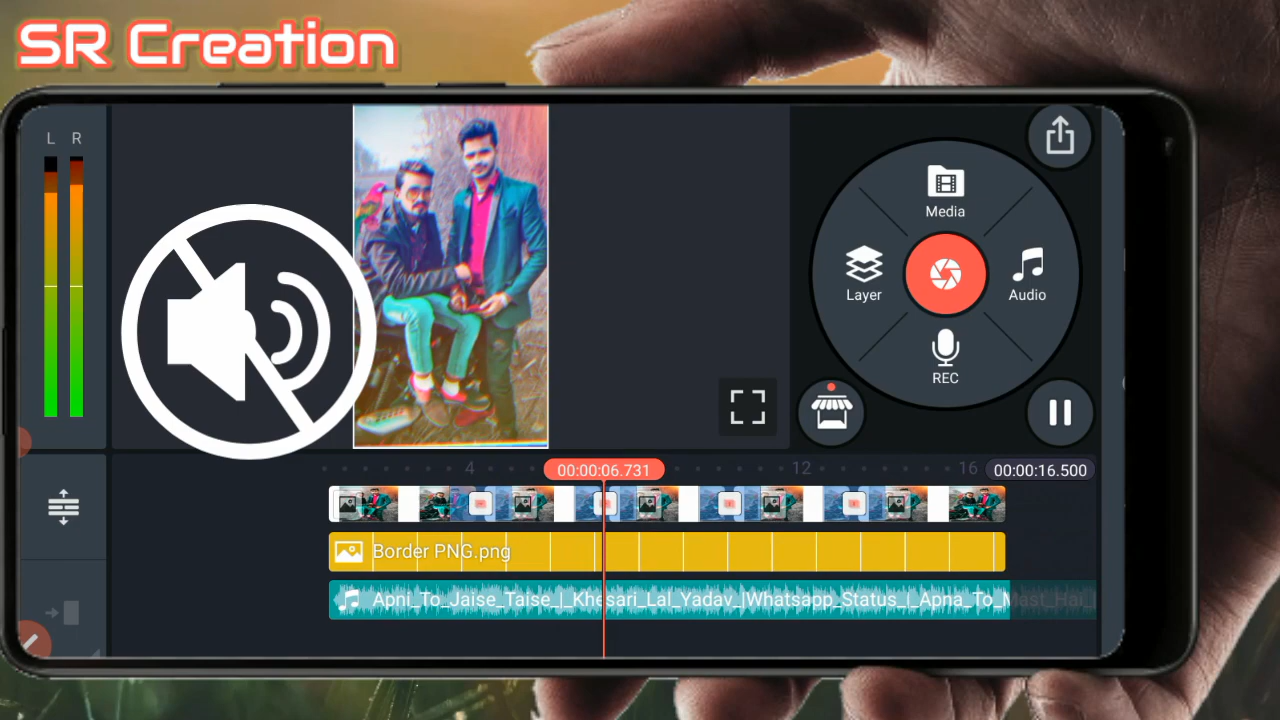 SR Creation
L R
Media
Layer
Audio
REC
4 12 16
00:00:06.731
00:00:16.500
Border PNG.png
Apni_To_Jaise_Taise_|_Khesari_Lal_Yadav_|Whatsapp_Status_|_Apna_To_Mast_Hai_